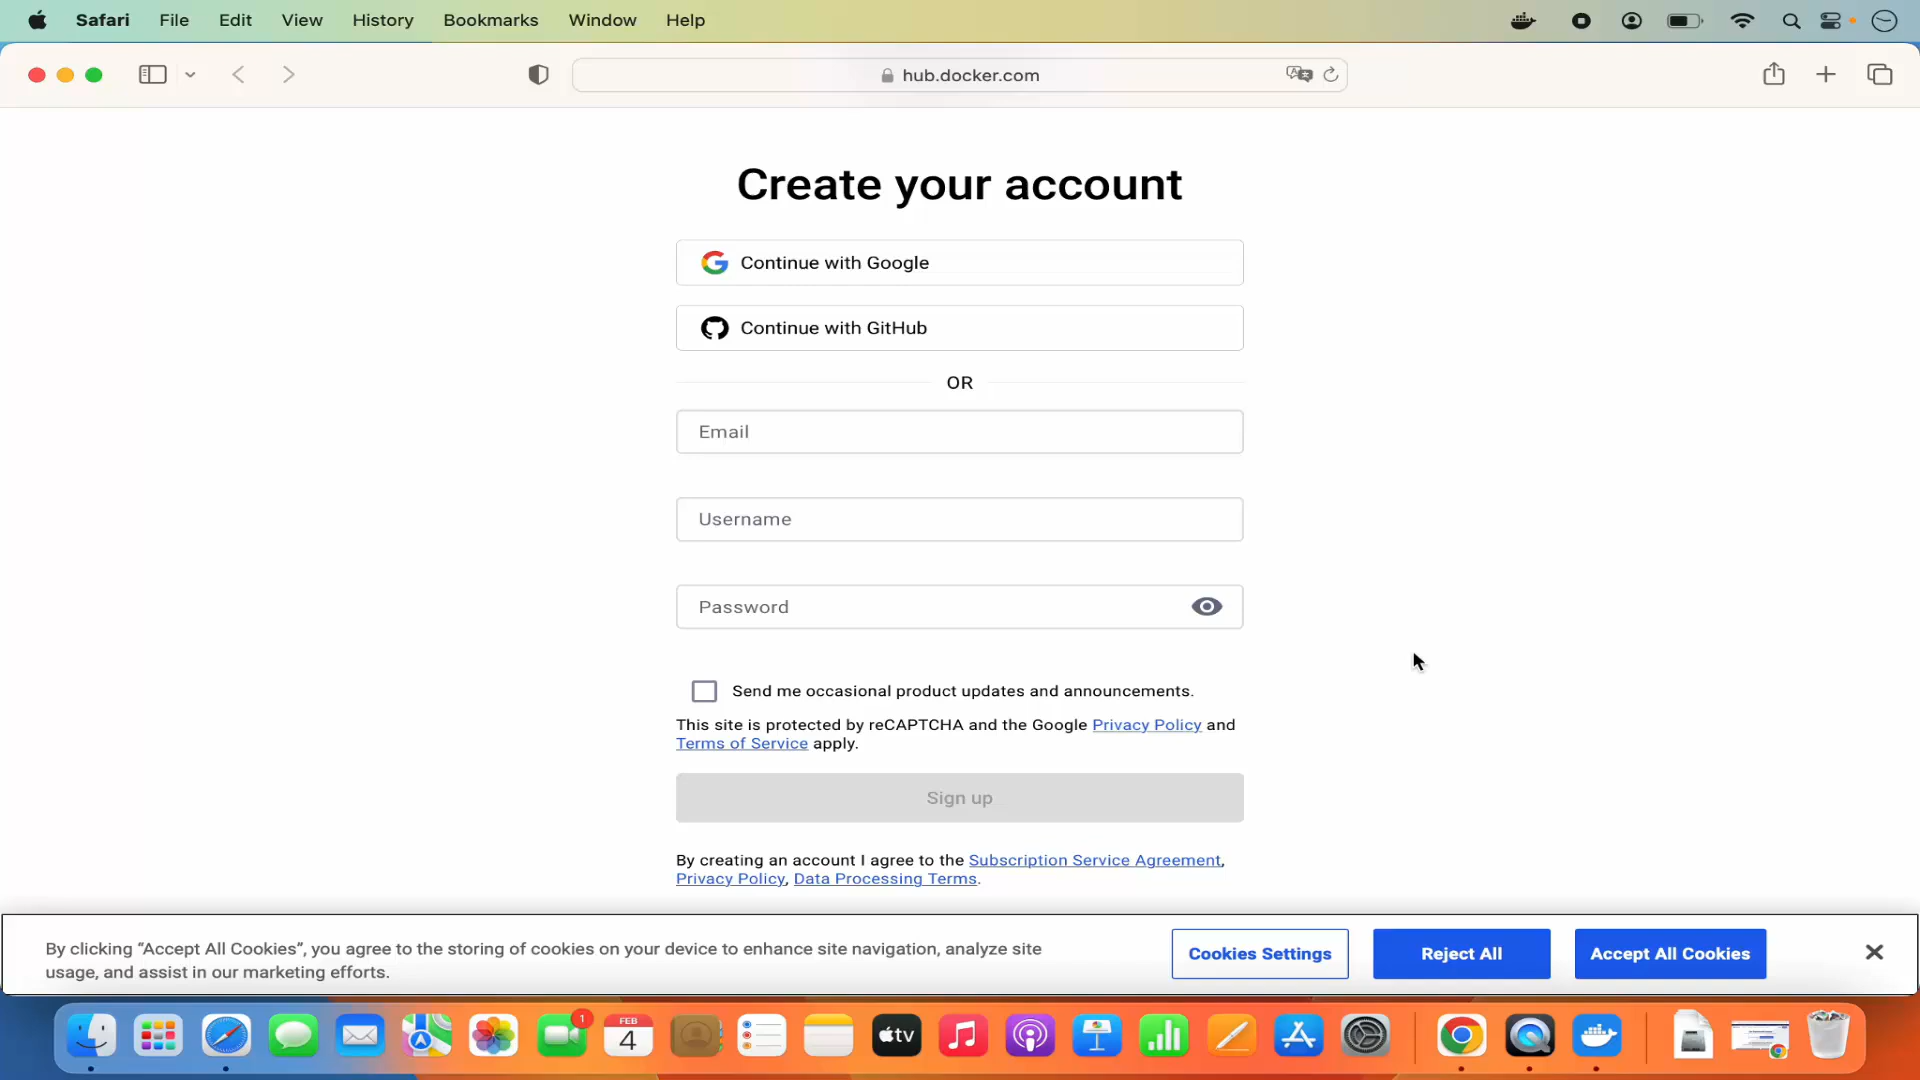 Safari File Edit View History Bookmarks Window Help
hub.docker.com
Create your account
Continue with Google
Continue with GitHub
OR
Email
Username
Password
Send me occasional product updates and announcements.
This site is protected by reCAPTCHA and the Google Privacy Policy and
Terms of Service apply.
Sign up
By creating an account I agree to the Subscription Service Agreement,
Privacy Policy, Data Processing Terms.
By clicking “Accept All Cookies”, you agree to the storing of cookies on your device to enhance site navigation, analyze site
usage, and assist in our marketing efforts.
Cookies Settings
Reject All
Accept All Cookies
1
FEB
4
tv